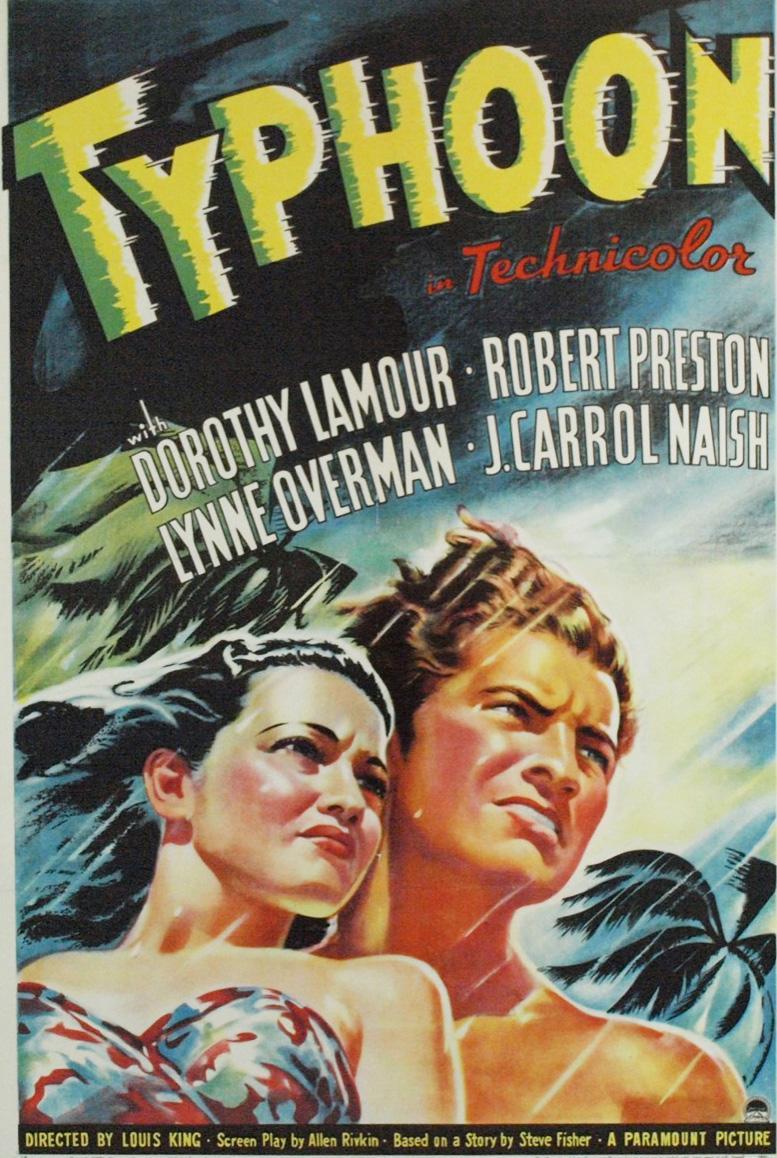 TYPHOON
in Technicolor
with
DOROTHY LAMOUR · ROBERT PRESTON
LYNNE OVERMAN · J. CARROL NAISH
DIRECTED BY LOUIS KING · Screen Play by Allen Rivkin · Based on a Story by Steve Fisher · A PARAMOUNT PICTURE